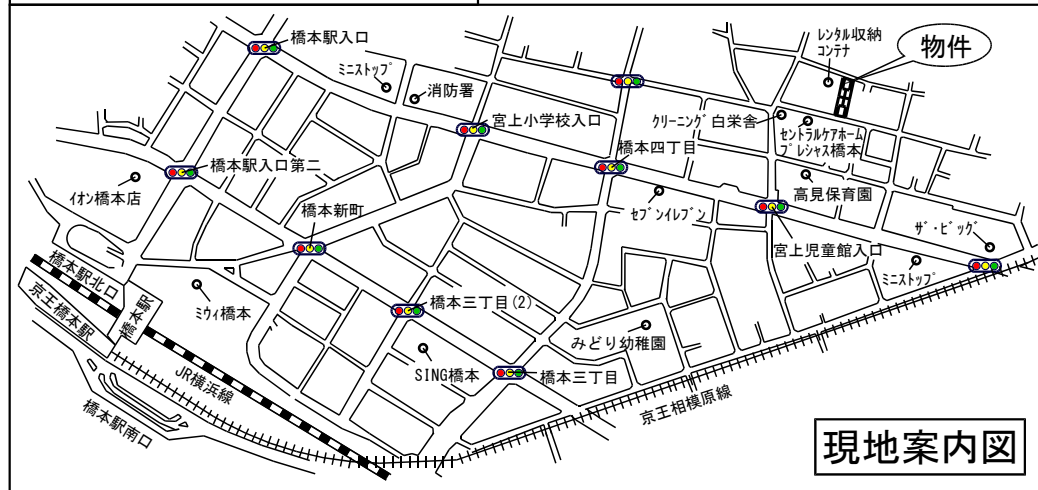 橋本駅入口
ﾐﾆｽﾄｯﾌﾟ
消防署
宮上小学校入口
ﾚﾝﾀﾙ収納
ｺﾝﾃﾅ
物件
ｸﾘｰﾆﾝｸﾞ白栄舎
ｾﾝﾄﾗﾙｹｱﾎｰﾑ
ﾌﾟﾚｼｬｽ橋本
橋本四丁目
高見保育園
橋本駅入口第二
ｲｵﾝ橋本店
橋本新町
ｾﾌﾞﾝｲﾚﾌﾞﾝ
ｻﾞ･ﾋﾞｯｸﾞ
宮上児童館入口
ﾐﾆｽﾄｯﾌﾟ
橋本駅北口
京王橋本駅
橋本駅
ﾐｳｨ橋本
橋本三丁目(2)
みどり幼稚園
SING橋本
橋本三丁目
JR横浜線
京王相模原線
橋本駅南口
現地案内図